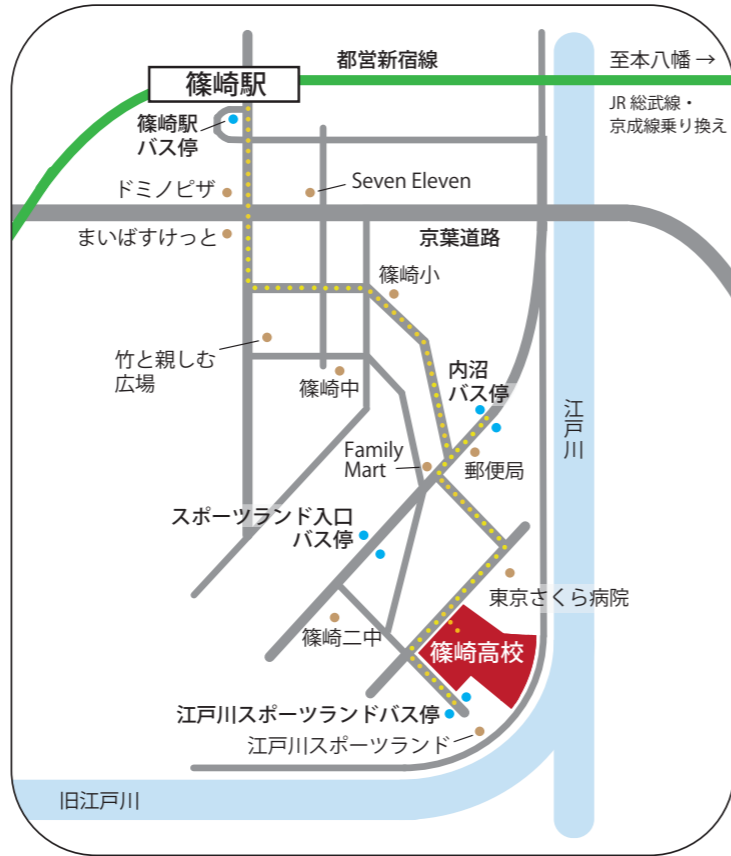 都営新宿線
至本八幡 →
篠崎駅
JR 総武線・
京成線乗り換え
篠崎駅
バス停
ドミノピザ
Seven Eleven
まいばすけっと
京葉道路
篠崎小
竹と親しむ
広場
篠崎中
内沼
バス停
江戸川
Family
Mart
郵便局
スポーツランド入口
バス停
東京さくら病院
篠崎二中
篠崎高校
江戸川スポーツランドバス停
江戸川スポーツランド
旧江戸川